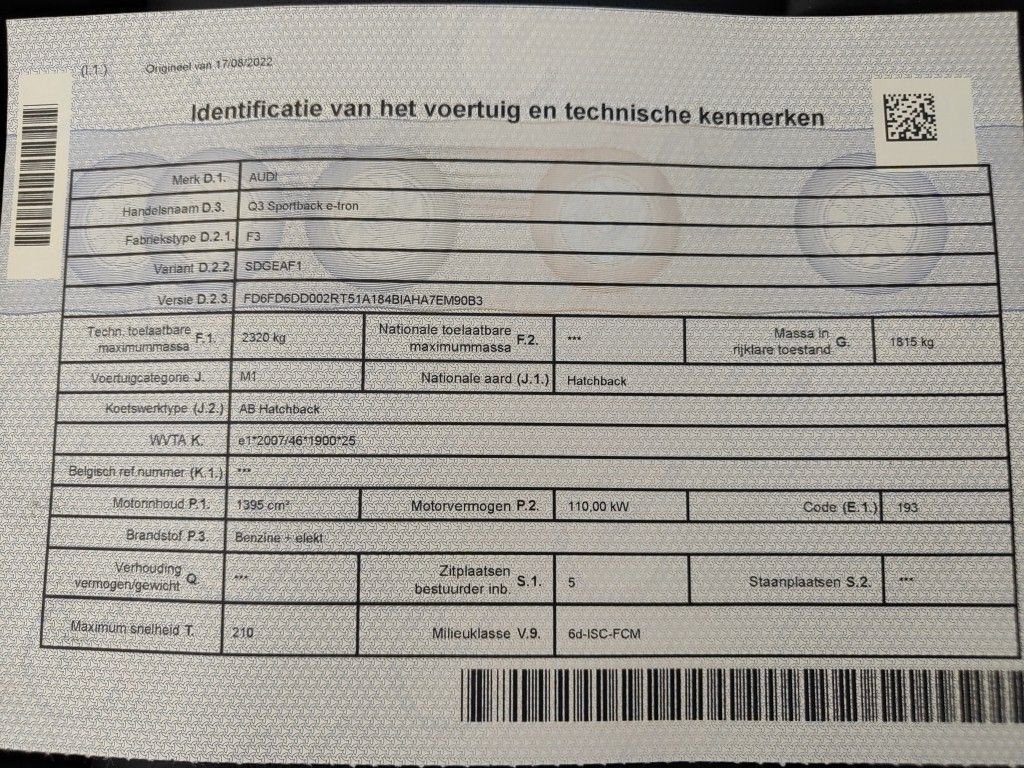 (I.1.) Origineel van 17/08/2022
Identificatie van het voertuig en technische kenmerken
Merk D.1. AUDI
Handelsnaam D.3. Q3 Sportback e-tron
Fabriekstype D.2.1. F3
Variant D.2.2. SDGEAF1
Versie D.2.3. FD6FD6DD002RT51A184BIAHA7EM90B3
Techn. toelaatbare maximummassa F.1. 2320 kg Nationale toelaatbare maximummassa F.2. *** Massa in rijklare toestand G. 1815 kg
Voertuigcategorie J. M1 Nationale aard (J.1.) Hatchback
Koetswerktype (J.2.) AB Hatchback
WVTA K. e1*2007/46*1900*25
Belgisch ref.nummer (K.1.) ***
Motorinhoud P.1. 1395 cm³ Motorvermogen P.2. 110,00 kW Code (E.1.) 193
Brandstof P.3. Benzine + elekt
Verhouding vermogen/gewicht Q. *** Zitplaatsen bestuurder inb. S.1. 5 Staanplaatsen S.2. ***
Maximum snelheid T. 210 Milieuklasse V.9. 6d-ISC-FCM